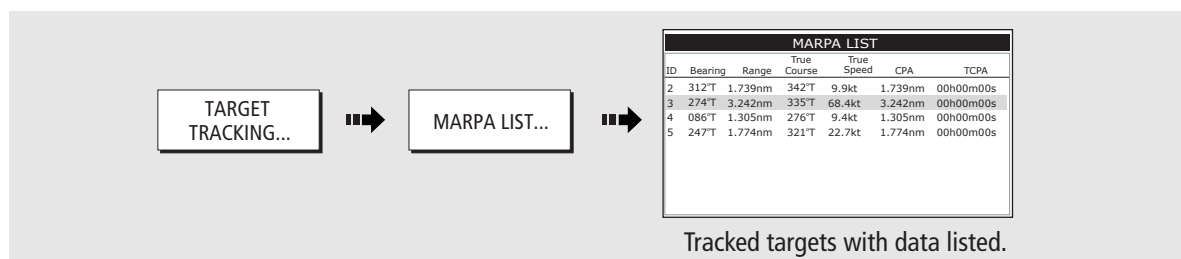 TARGET
TRACKING...
MARPA LIST...
MARPA LIST
ID Bearing Range True Course True Speed CPA TCPA
2 312°T 1.739nm 342°T 9.9kt 1.739nm 00h00m00s
3 274°T 3.242nm 335°T 68.4kt 3.242nm 00h00m00s
4 086°T 1.305nm 276°T 9.4kt 1.305nm 00h00m00s
5 247°T 1.774nm 321°T 22.7kt 1.774nm 00h00m00s
Tracked targets with data listed.